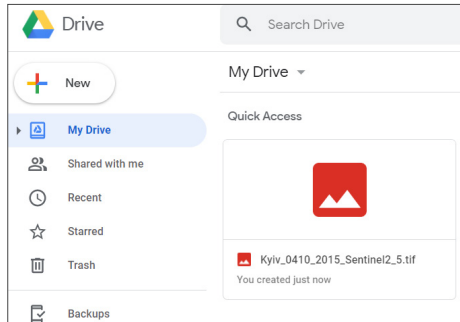 Drive
Search Drive
New
My Drive
My Drive
Shared with me
Recent
Starred
Trash
Backups
Quick Access
Kyiv_0410_2015_Sentinel2_5.tif
You created just now